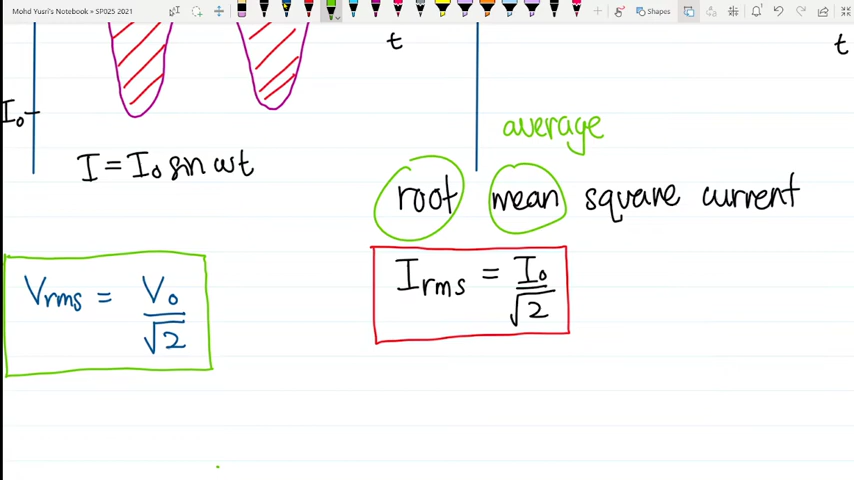 Mohd Yusri's Notebook » SP025 2021
Shapes
t
t
I₀
average
I = I₀ sin ωt
root mean square current
Vrms = V₀/√2
Irms = I₀/√2